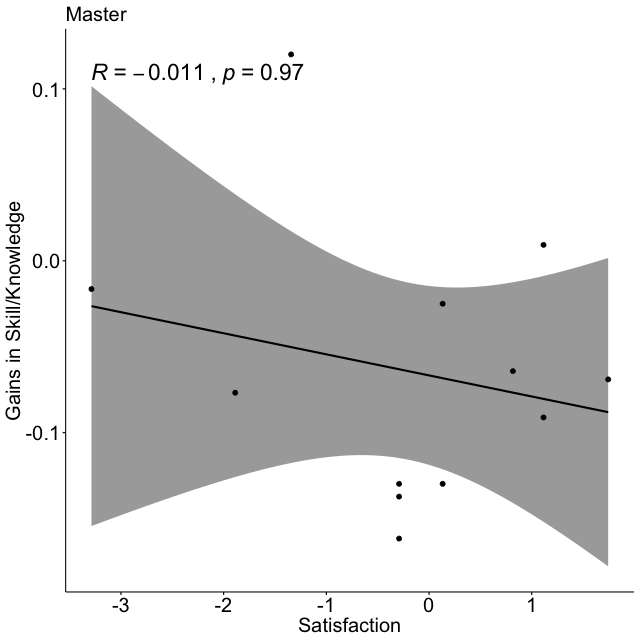 Master
R = −0.011 , p = 0.97
0.1
0.0
-0.1
Gains in Skill/Knowledge
-3 -2 -1 0 1
Satisfaction